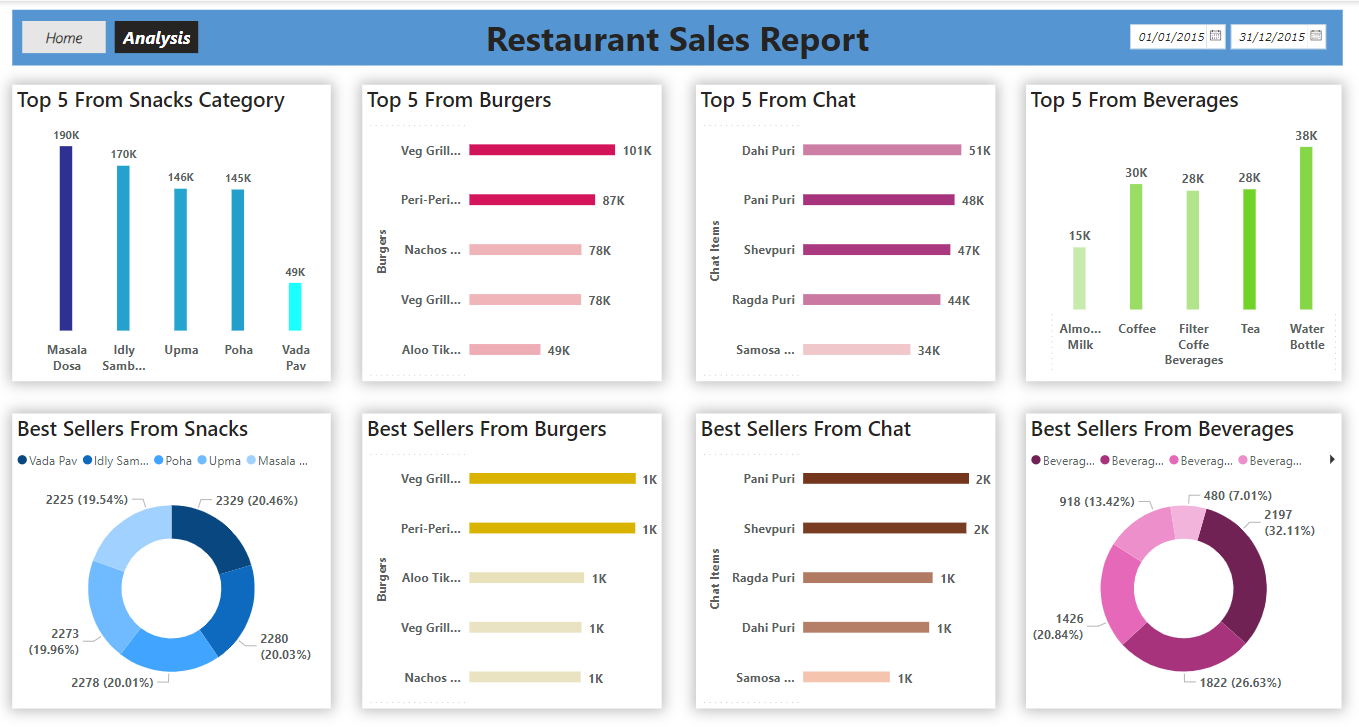 Home
Analysis
Restaurant Sales Report
01/01/2015
31/12/2015
Top 5 From Snacks Category
190K
170K
146K
145K
49K
Masala
Dosa
Idly
Samb...
Upma
Poha
Vada
Pav
Top 5 From Burgers
Burgers
Veg Grill...
101K
Peri-Peri...
87K
Nachos ...
78K
Veg Grill...
78K
Aloo Tik...
49K
Top 5 From Chat
Chat Items
Dahi Puri
51K
Pani Puri
48K
Shevpuri
47K
Ragda Puri
44K
Samosa ...
34K
Top 5 From Beverages
15K
30K
28K
28K
38K
Almo...
Milk
Coffee
Filter
Coffe
Beverages
Tea
Water
Bottle
Best Sellers From Snacks
Vada Pav
Idly Sam...
Poha
Upma
Masala ...
2225 (19.54%)
2329 (20.46%)
2273
(19.96%)
2280
(20.03%)
2278 (20.01%)
Best Sellers From Burgers
Burgers
Veg Grill...
1K
Peri-Peri...
1K
Aloo Tik...
1K
Veg Grill...
1K
Nachos ...
1K
Best Sellers From Chat
Chat Items
Pani Puri
2K
Shevpuri
2K
Ragda Puri
1K
Dahi Puri
1K
Samosa ...
1K
Best Sellers From Beverages
Beverag...
Beverag...
Beverag...
Beverag...
918 (13.42%)
480 (7.01%)
2197
(32.11%)
1426
(20.84%)
1822 (26.63%)